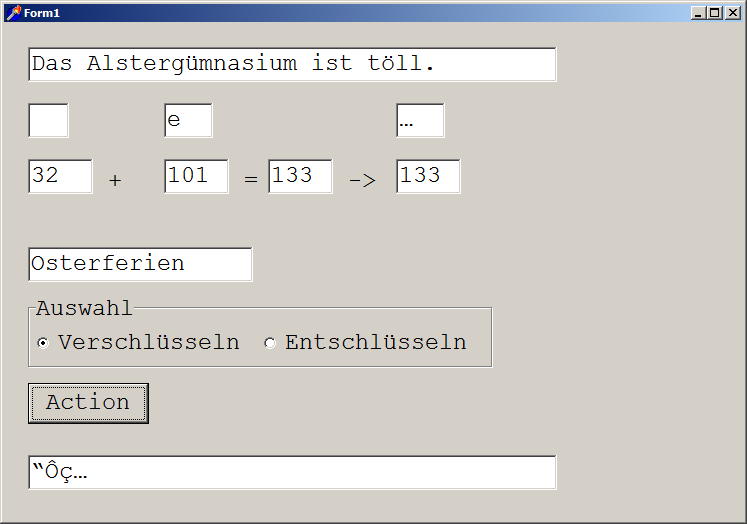 Form1
Das Alstergümnasium ist töll.
e …
32 + 101 = 133 -> 133
Osterferien
Auswahl
Verschlüsseln Entschlüsseln
Action
“Ôç…